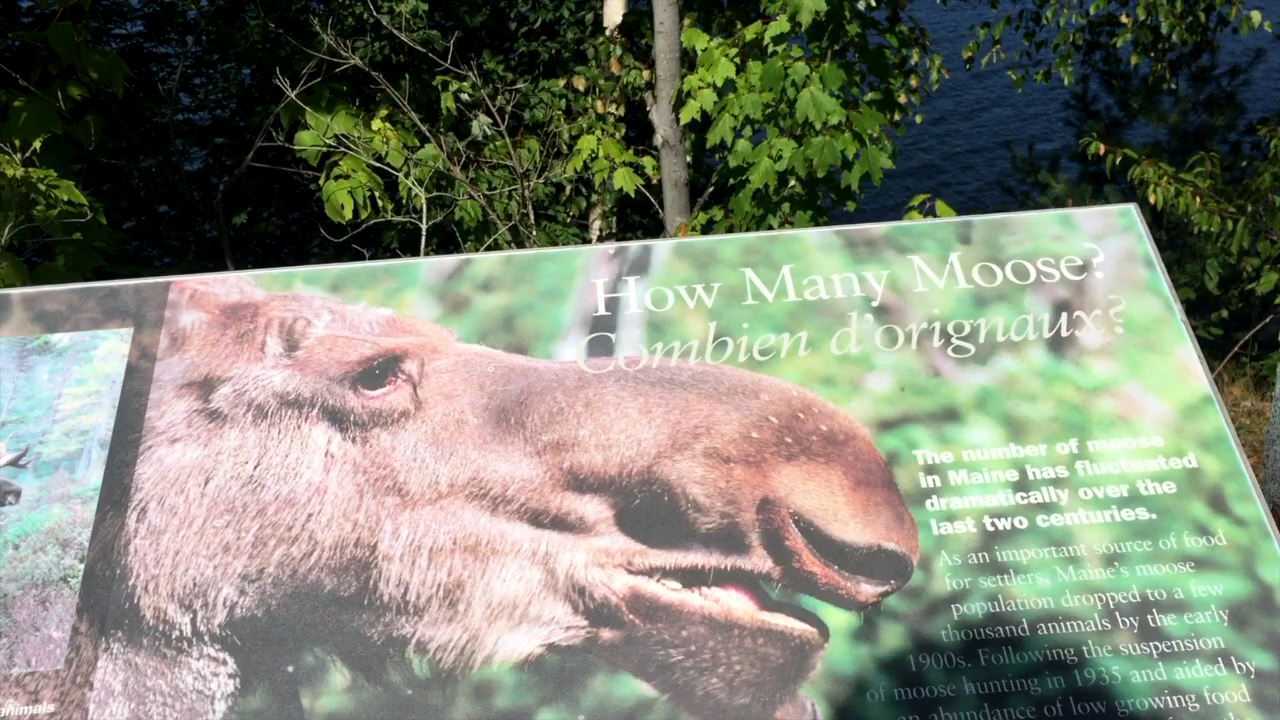 How Many Moose?
Combien d'orignaux?
The number of moose
in Maine has fluctuated
dramatically over the
last two centuries.
As an important source of food
for settlers, Maine's moose
population dropped to a few
thousand animals by the early
1900s. Following the suspension
of moose hunting in 1935 and aided by
an abundance of low growing food
animals